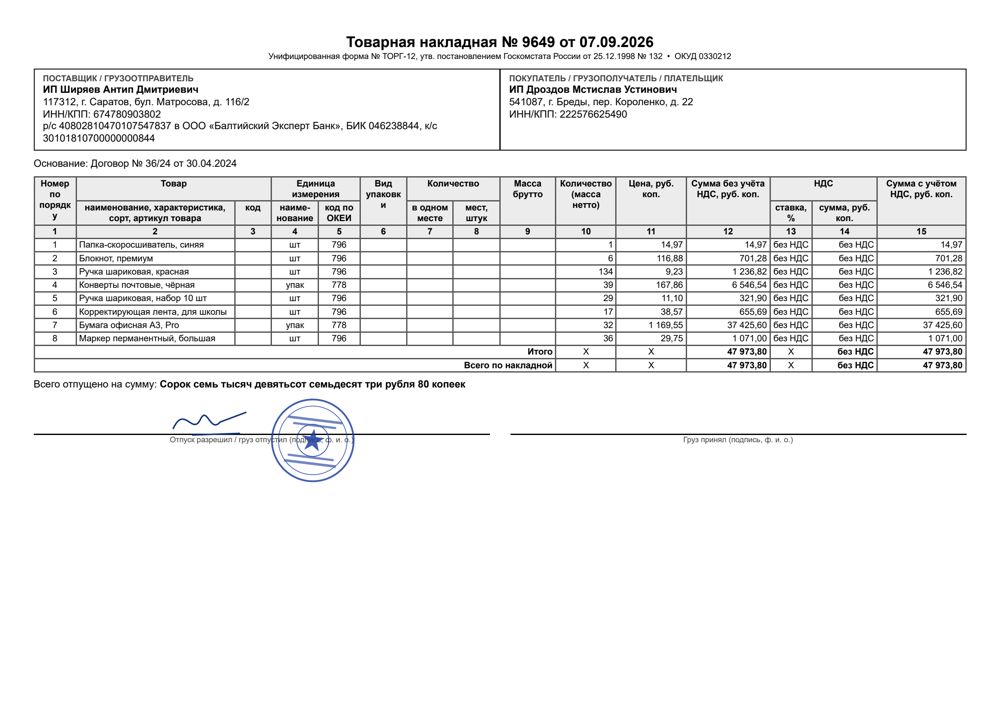 Товарная накладная № 9649 от 07.09.2026
Унифицированная форма № ТОРГ-12, утв. постановлением Госкомстата России от 25.12.1998 № 132 • ОКУД 0330212
ПОСТАВЩИК / ГРУЗООТПРАВИТЕЛЬ
ИП Ширяев Антип Дмитриевич
117312, г. Саратов, бул. Матросова, д. 116/2
ИНН/КПП: 674780903802
р/с 40802810470107547837 в ООО «Балтийский Эксперт Банк», БИК 046238844, к/с
30101810700000000844
ПОКУПАТЕЛЬ / ГРУЗОПОЛУЧАТЕЛЬ / ПЛАТЕЛЬЩИК
ИП Дроздов Мстислав Устинович
541087, г. Бреды, пер. Короленко, д. 22
ИНН/КПП: 222576625490
Основание: Договор № 36/24 от 30.04.2024
Номер по порядку Товар Единица измерения Вид упаковки Количество Масса брутто Количество (масса нетто) Цена, руб. коп. Сумма без учёта НДС, руб. коп. НДС Сумма с учётом НДС, руб. коп.
наименование, характеристика, сорт, артикул товара код наиме-нование код по ОКЕИ в одном месте мест, штук ставка, % сумма, руб. коп.
1 2 3 4 5 6 7 8 9 10 11 12 13 14 15
1 Папка-скоросшиватель, синяя шт 796 1 14,97 14,97 без НДС без НДС 14,97
2 Блокнот, премиум шт 796 6 116,88 701,28 без НДС без НДС 701,28
3 Ручка шариковая, красная шт 796 134 9,23 1 236,82 без НДС без НДС 1 236,82
4 Конверты почтовые, чёрная упак 778 39 167,86 6 546,54 без НДС без НДС 6 546,54
5 Ручка шариковая, набор 10 шт шт 796 29 11,10 321,90 без НДС без НДС 321,90
6 Корректирующая лента, для школы шт 796 17 38,57 655,69 без НДС без НДС 655,69
7 Бумага офисная А3, Pro упак 778 32 1 169,55 37 425,60 без НДС без НДС 37 425,60
8 Маркер перманентный, большая шт 796 36 29,75 1 071,00 без НДС без НДС 1 071,00
Итого Х Х 47 973,80 Х без НДС 47 973,80
Всего по накладной Х Х 47 973,80 Х без НДС 47 973,80
Всего отпущено на сумму: Сорок семь тысяч девятьсот семьдесят три рубля 80 копеек
Отпуск разрешил / груз отпустил (подпись, ф. и. о.)
Груз принял (подпись, ф. и. о.)